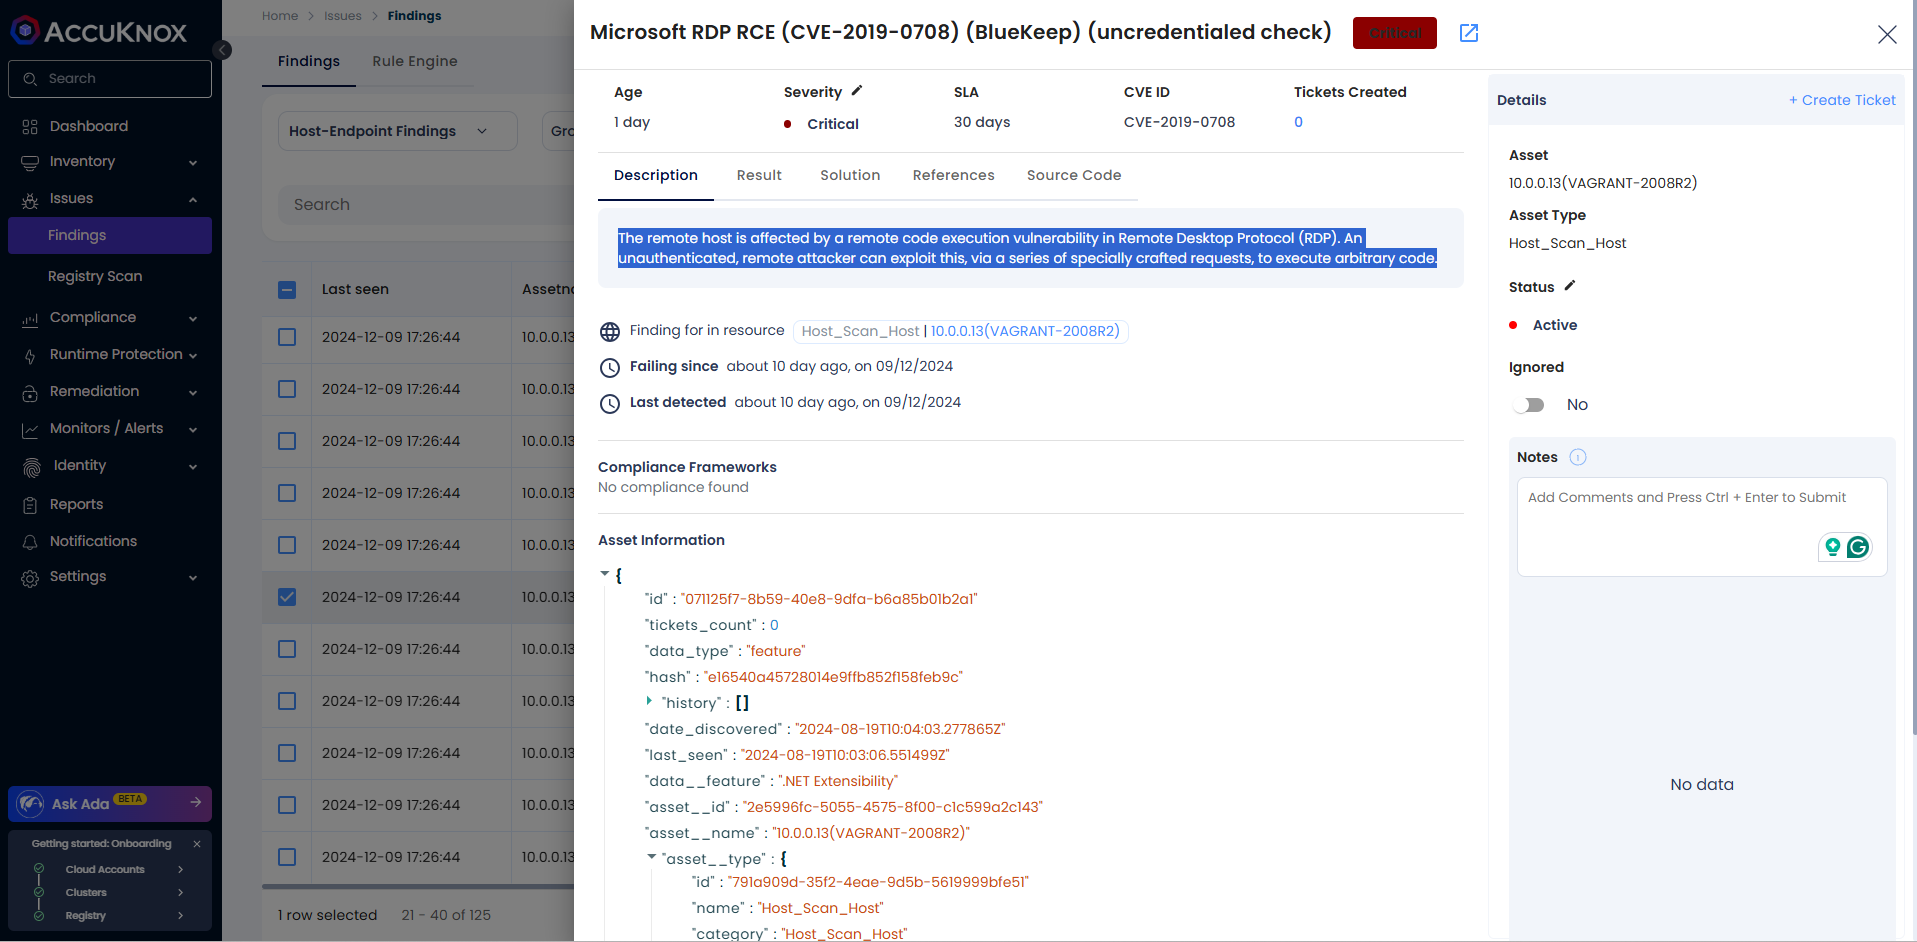 AccuKnox
Search
Dashboard
Inventory
Issues
Findings
Registry Scan
Compliance
Runtime Protection
Remediation
Monitors / Alerts
Identity
Reports
Notifications
Settings
Ask Ada BETA
Getting started: Onboarding
Cloud Accounts
Clusters
Registry
Home > Issues > Findings
Findings Rule Engine
Host-Endpoint Findings
Gro
Search
Last seen Assetna
2024-12-09 17:26:44 10.0.0.13
2024-12-09 17:26:44 10.0.0.13
2024-12-09 17:26:44 10.0.0.13
2024-12-09 17:26:44 10.0.0.13
2024-12-09 17:26:44 10.0.0.13
2024-12-09 17:26:44 10.0.0.13
2024-12-09 17:26:44 10.0.0.13
2024-12-09 17:26:44 10.0.0.13
2024-12-09 17:26:44 10.0.0.13
2024-12-09 17:26:44 10.0.0.13
2024-12-09 17:26:44 10.0.0.13
1 row selected 21 - 40 of 125
Microsoft RDP RCE (CVE-2019-0708) (BlueKeep) (uncredentialed check) Critical
Age Severity SLA CVE ID Tickets Created
1 day Critical 30 days CVE-2019-0708 0
Description Result Solution References Source Code
The remote host is affected by a remote code execution vulnerability in Remote Desktop Protocol (RDP). An
unauthenticated, remote attacker can exploit this, via a series of specially crafted requests, to execute arbitrary code.
Finding for in resource Host_Scan_Host | 10.0.0.13(VAGRANT-2008R2)
Failing since about 10 day ago, on 09/12/2024
Last detected about 10 day ago, on 09/12/2024
Compliance Frameworks
No compliance found
Asset Information
{
"id" : "071125f7-8b59-40e8-9dfa-b6a85b01b2a1"
"tickets_count" : 0
"data_type" : "feature"
"hash" : "e16540a45728014e9ffb852f158feb9c"
"history" : []
"date_discovered" : "2024-08-19T10:04:03.277865Z"
"last_seen" : "2024-08-19T10:03:06.551499Z"
"data__feature" : ".NET Extensibility"
"asset__id" : "2e5996fc-5055-4575-8f00-c1c599a2c143"
"asset__name" : "10.0.0.13(VAGRANT-2008R2)"
"asset__type" : {
"id" : "791a909d-35f2-4eae-9d5b-5619999bfe51"
"name" : "Host_Scan_Host"
"category" : "Host_Scan_Host"
Details + Create Ticket
Asset
10.0.0.13(VAGRANT-2008R2)
Asset Type
Host_Scan_Host
Status
Active
Ignored
No
Notes
Add Comments and Press Ctrl + Enter to Submit
No data